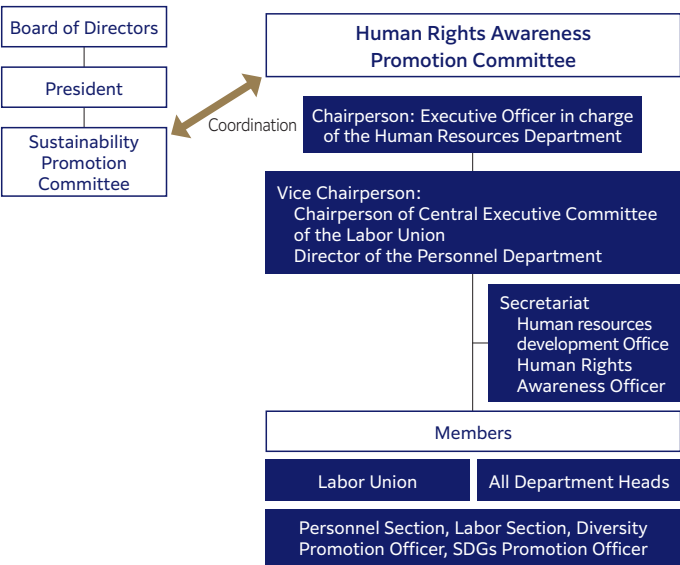 Board of Directors
President
Sustainability
Promotion
Committee
Coordination
Human Rights Awareness
Promotion Committee
Chairperson: Executive Officer in charge
of the Human Resources Department
Vice Chairperson:
Chairperson of Central Executive Committee
of the Labor Union
Director of the Personnel Department
Secretariat
Human resources
development Office
Human Rights
Awareness Officer
Members
Labor Union
All Department Heads
Personnel Section, Labor Section, Diversity
Promotion Officer, SDGs Promotion Officer